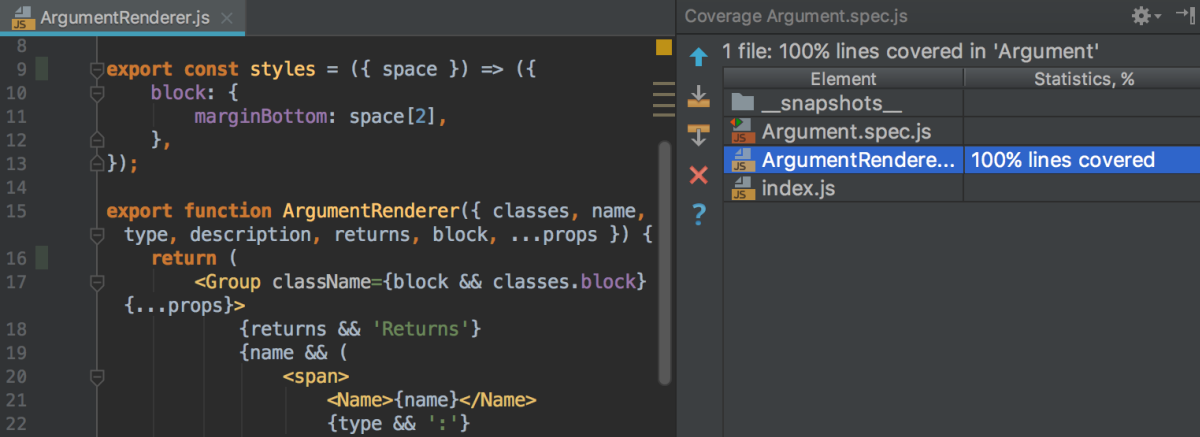 ArgumentRenderer.js
8
9 export const styles = ({ space }) => ({
10 block: {
11 marginBottom: space[2],
12 },
13 });
14
15 export function ArgumentRenderer({ classes, name,
type, description, returns, block, ...props }) {
16 return (
17 <Group className={block && classes.block}
{...props}>
18 {returns && 'Returns'}
19 {name && (
20 <span>
21 <Name>{name}</Name>
22 {type && ':'}
Coverage Argument.spec.js
1 file: 100% lines covered in 'Argument'
Element Statistics, %
__snapshots__
Argument.spec.js
ArgumentRendere... 100% lines covered
index.js